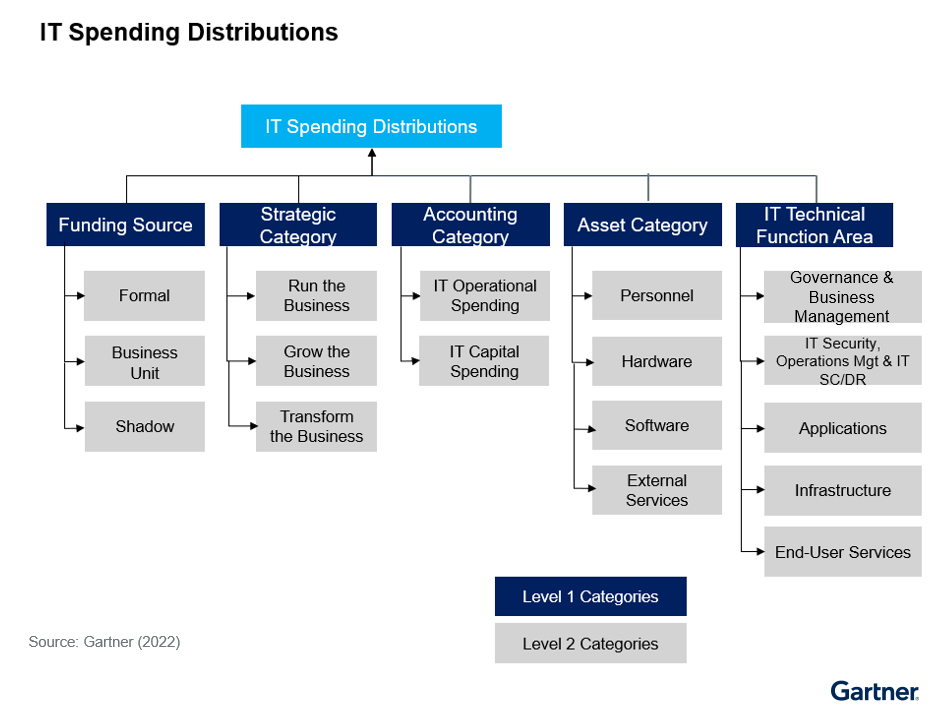 IT Spending Distributions
IT Spending Distributions
Funding Source
Strategic
Category
Accounting
Category
Asset Category
IT Technical
Function Area
Formal
Business
Unit
Shadow
Run the
Business
Grow the
Business
Transform
the Business
IT Operational
Spending
IT Capital
Spending
Personnel
Hardware
Software
External
Services
Governance &
Business
Management
IT Security,
Operations Mgt & IT
SC/DR
Applications
Infrastructure
End-User Services
Level 1 Categories
Level 2 Categories
Source: Gartner (2022)
Gartner®